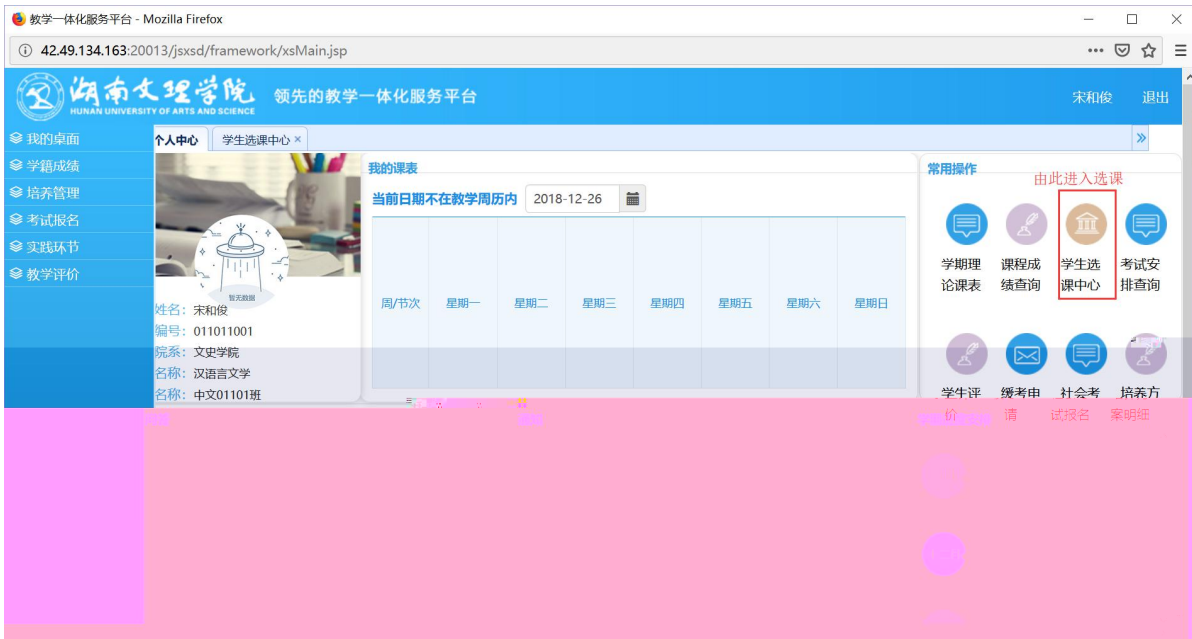 教学一体化服务平台 - Mozilla Firefox
42.49.134.163:20013/jsxsd/framework/xsMain.jsp
湖南文理学院
HUNAN UNIVERSITY OF ARTS AND SCIENCE
领先的教学一体化服务平台
宋和俊 退出
我的桌面
学籍成绩
培养管理
考试报名
实践环节
教学评价
个人中心 学生选课中心 ×
暂无数据
姓名：宋和俊
编号：011011001
院系：文史学院
名称：汉语言文学
名称：中文01101班
我的课表
当前日期不在教学周历内 2018-12-26
周/节次 星期一 星期二 星期三 星期四 星期五 星期六 星期日
常用操作
由此进入选课
学期理
论课表
课程成
绩查询
学生选
课中心
考试安
排查询
学生评
价
缓考申
请
社会考
试报名
培养方
案明细